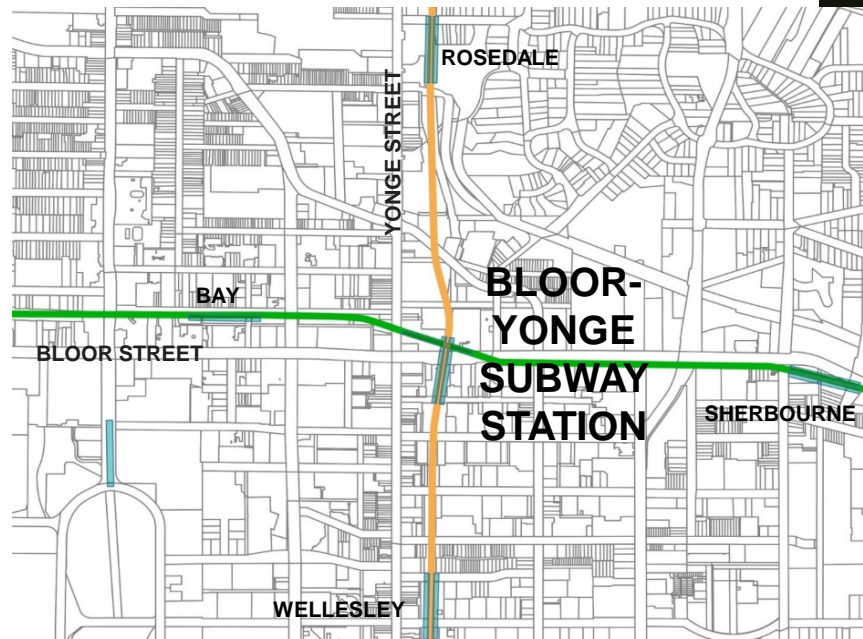 ROSEDALE
YONGE STREET
BLOOR-
YONGE
SUBWAY
STATION
BAY
BLOOR STREET
SHERBOURNE
WELLESLEY